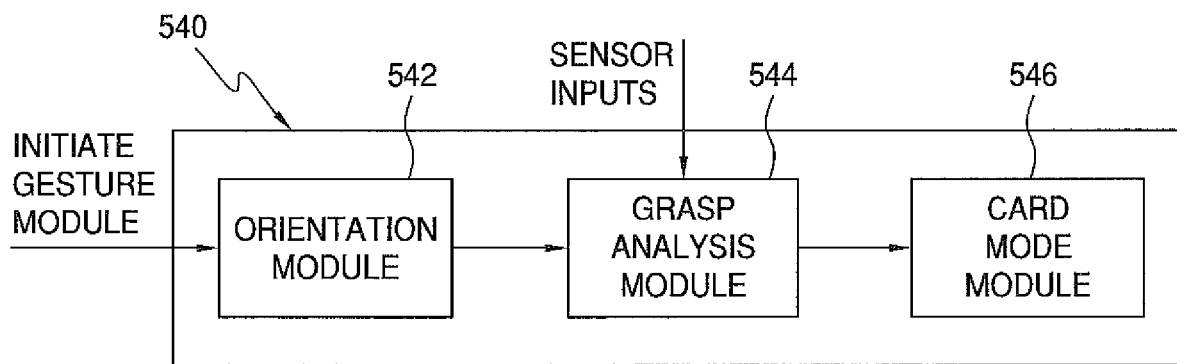 540
542
SENSOR
INPUTS
544
546
INITIATE
GESTURE
MODULE
ORIENTATION
MODULE
GRASP
ANALYSIS
MODULE
CARD
MODE
MODULE